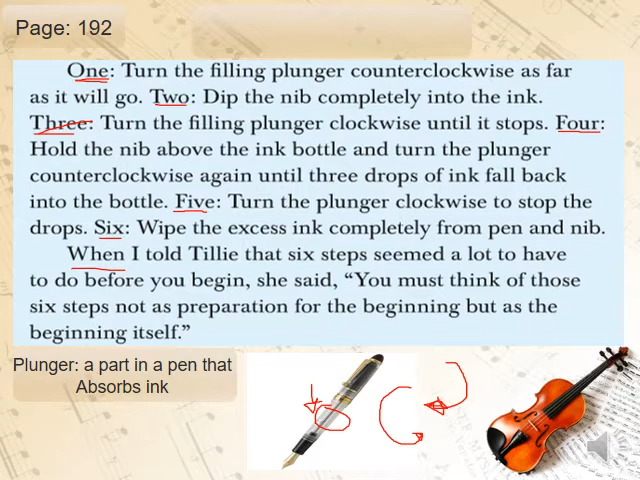 Page: 192
One: Turn the filling plunger counterclockwise as far
as it will go. Two: Dip the nib completely into the ink.
Three: Turn the filling plunger clockwise until it stops. Four:
Hold the nib above the ink bottle and turn the plunger
counterclockwise again until three drops of ink fall back
into the bottle. Five: Turn the plunger clockwise to stop the
drops. Six: Wipe the excess ink completely from pen and nib.
When I told Tillie that six steps seemed a lot to have
to do before you begin, she said, “You must think of those
six steps not as preparation for the beginning but as the
beginning itself.”
Plunger: a part in a pen that
Absorbs ink